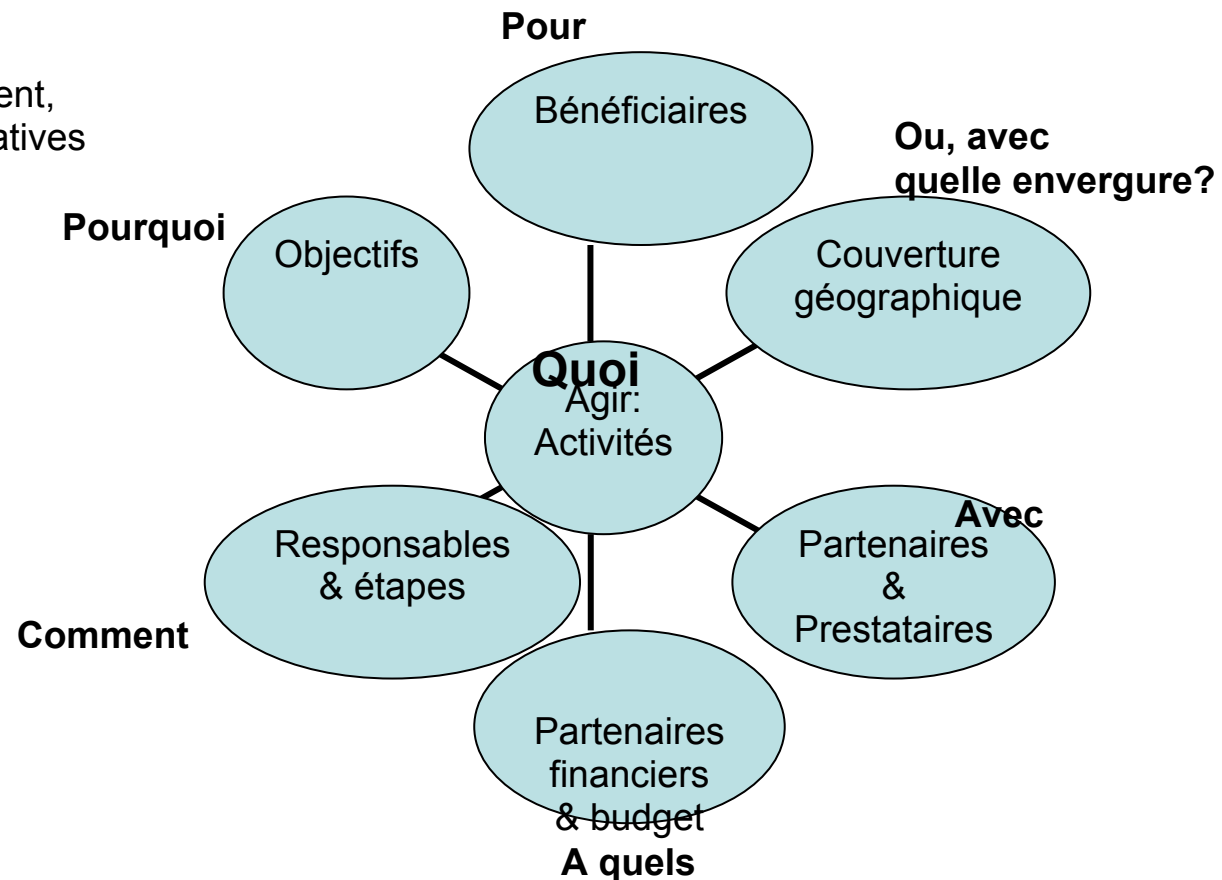 Pour
ent,
atives
Bénéficiaires
Ou, avec
quelle envergure?
Pourquoi
Objectifs
Couverture
géographique
Quoi
Agir:
Activités
Responsables
& étapes
Avec
Partenaires
&
Prestataires
Comment
Partenaires
financiers
& budget
A quels